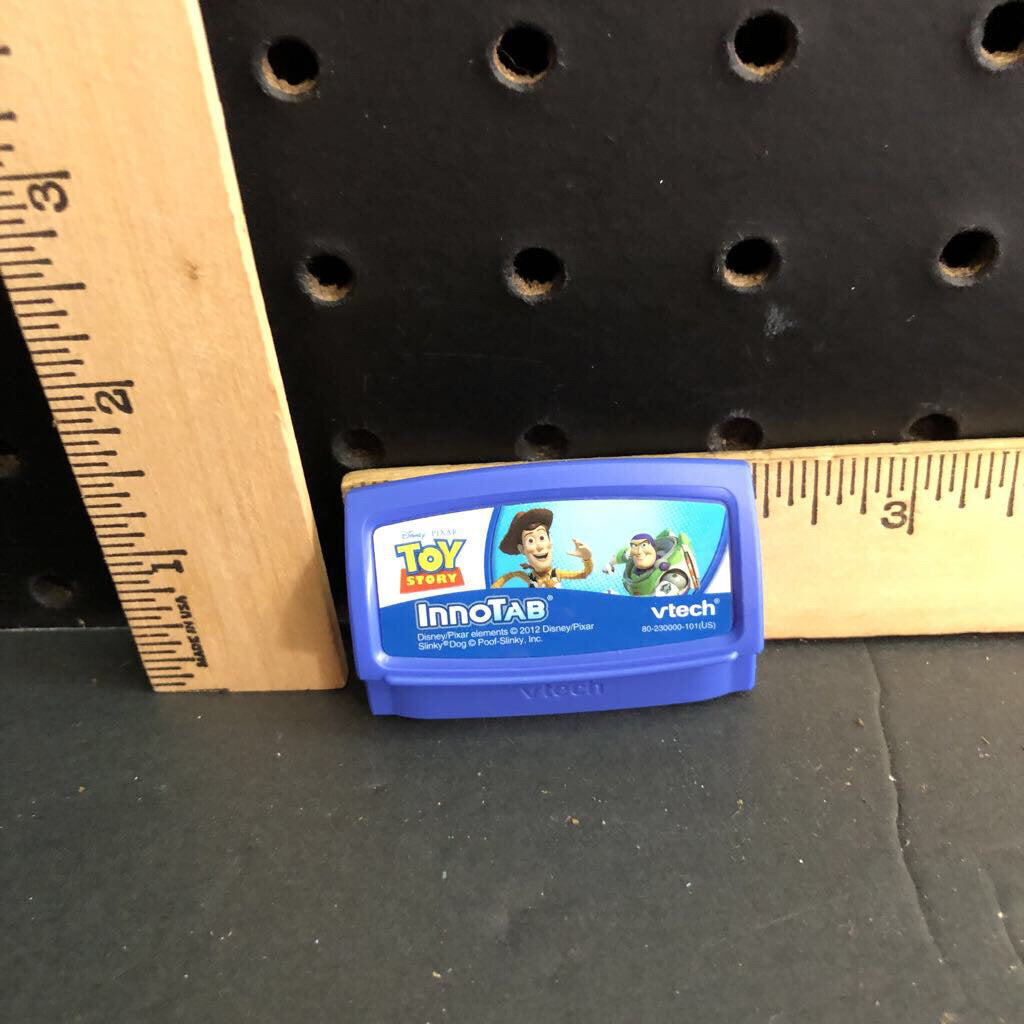 3
2
1
MADE IN USA
3
Disney PIXAR
TOY
STORY
INNOTAB®
vtech®
Disney/Pixar elements © 2012 Disney/Pixar
80-230000-101(US)
Slinky® Dog © Poof-Slinky, Inc.
vtech